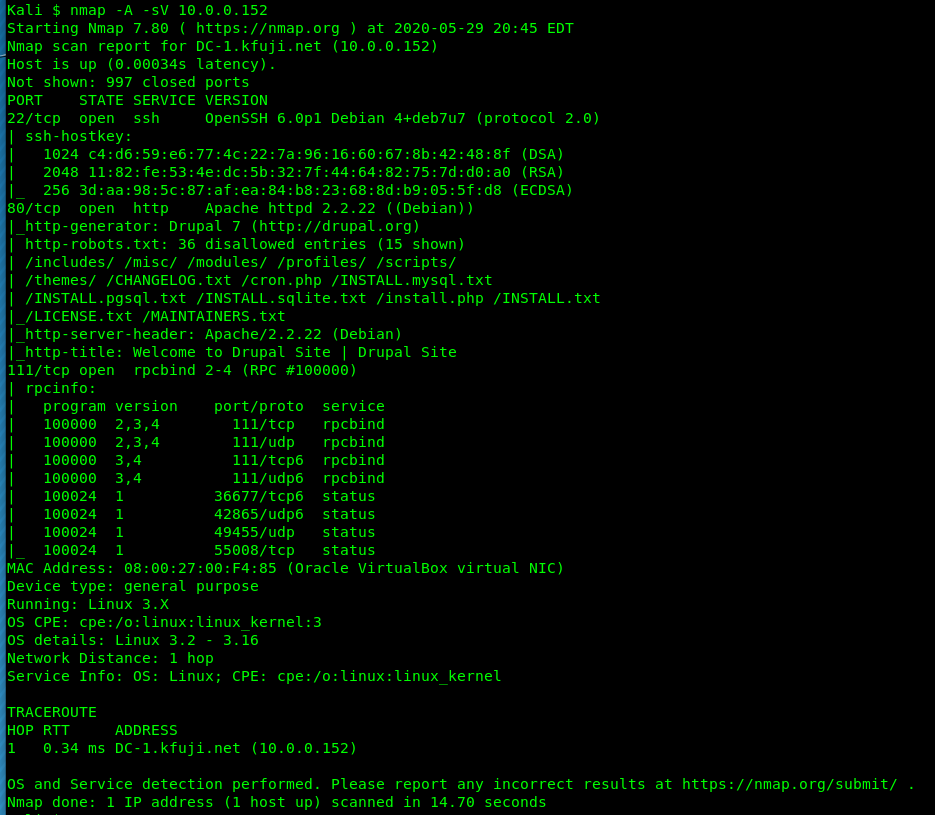 Kali $ nmap -A -sV 10.0.0.152
Starting Nmap 7.80 ( https://nmap.org ) at 2020-05-29 20:45 EDT
Nmap scan report for DC-1.kfuji.net (10.0.0.152)
Host is up (0.00034s latency).
Not shown: 997 closed ports
PORT    STATE SERVICE VERSION
22/tcp  open  ssh     OpenSSH 6.0p1 Debian 4+deb7u7 (protocol 2.0)
| ssh-hostkey:
|   1024 c4:d6:59:e6:77:4c:22:7a:96:16:60:67:8b:42:48:8f (DSA)
|   2048 11:82:fe:53:4e:dc:5b:32:7f:44:64:82:75:7d:d0:a0 (RSA)
|_  256 3d:aa:98:5c:87:af:ea:84:b8:23:68:8d:b9:05:5f:d8 (ECDSA)
80/tcp  open  http    Apache httpd 2.2.22 ((Debian))
|_http-generator: Drupal 7 (http://drupal.org)
| http-robots.txt: 36 disallowed entries (15 shown)
| /includes/ /misc/ /modules/ /profiles/ /scripts/
| /themes/ /CHANGELOG.txt /cron.php /INSTALL.mysql.txt
| /INSTALL.pgsql.txt /INSTALL.sqlite.txt /install.php /INSTALL.txt
|_/LICENSE.txt /MAINTAINERS.txt
|_http-server-header: Apache/2.2.22 (Debian)
|_http-title: Welcome to Drupal Site | Drupal Site
111/tcp open  rpcbind 2-4 (RPC #100000)
| rpcinfo:
|   program version    port/proto  service
|   100000  2,3,4        111/tcp   rpcbind
|   100000  2,3,4        111/udp   rpcbind
|   100000  3,4          111/tcp6  rpcbind
|   100000  3,4          111/udp6  rpcbind
|   100024  1          36677/tcp6  status
|   100024  1          42865/udp6  status
|   100024  1          49455/udp   status
|_  100024  1          55008/tcp   status
MAC Address: 08:00:27:00:F4:85 (Oracle VirtualBox virtual NIC)
Device type: general purpose
Running: Linux 3.X
OS CPE: cpe:/o:linux:linux_kernel:3
OS details: Linux 3.2 - 3.16
Network Distance: 1 hop
Service Info: OS: Linux; CPE: cpe:/o:linux:linux_kernel
TRACEROUTE
HOP RTT     ADDRESS
1   0.34 ms DC-1.kfuji.net (10.0.0.152)
OS and Service detection performed. Please report any incorrect results at https://nmap.org/submit/ .
Nmap done: 1 IP address (1 host up) scanned in 14.70 seconds